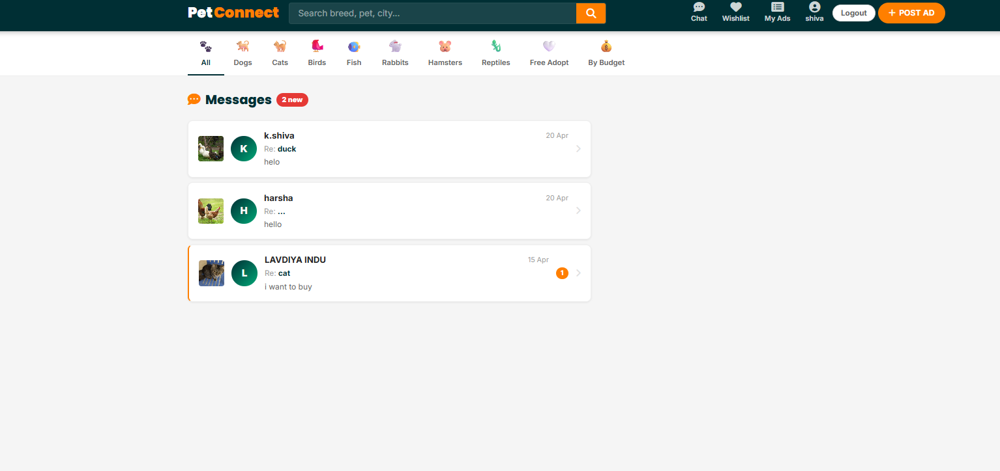 PetConnect
Search breed, pet, city...
Chat
Wishlist
My Ads
shiva
Logout
+ POST AD
All
Dogs
Cats
Birds
Fish
Rabbits
Hamsters
Reptiles
Free Adopt
By Budget
Messages 2 new
K
k.shiva
20 Apr
Re: duck
helo
H
harsha
20 Apr
Re: ...
hello
L
LAVDIYA INDU
15 Apr
Re: cat
1
i want to buy